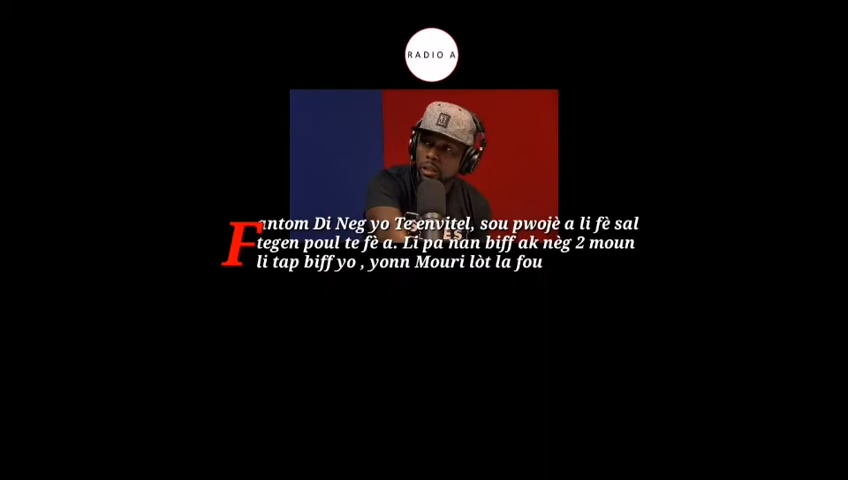 RADIO A
Fantom Di Neg yo Te envitel, sou pwojè a li fè sal
tegen poul te fè a. Li pa nan biff ak nèg 2 moun
li tap biff yo , yonn Mouri lòt la fou